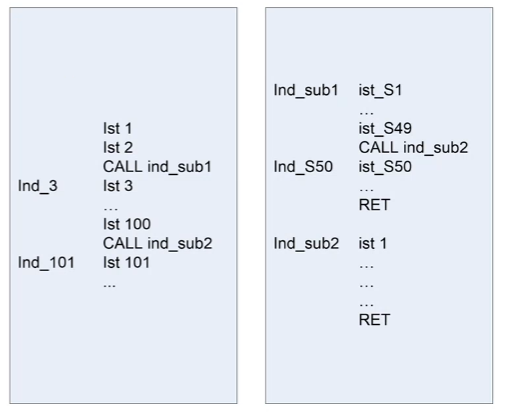 Ist 1
Ist 2
CALL ind_sub1
Ind_3 Ist 3
...
Ist 100
CALL ind_sub2
Ind_101 Ist 101
...
Ind_sub1 ist_S1
...
ist_S49
CALL ind_sub2
Ind_S50 ist_S50
...
RET
Ind_sub2 ist 1
...
...
...
RET